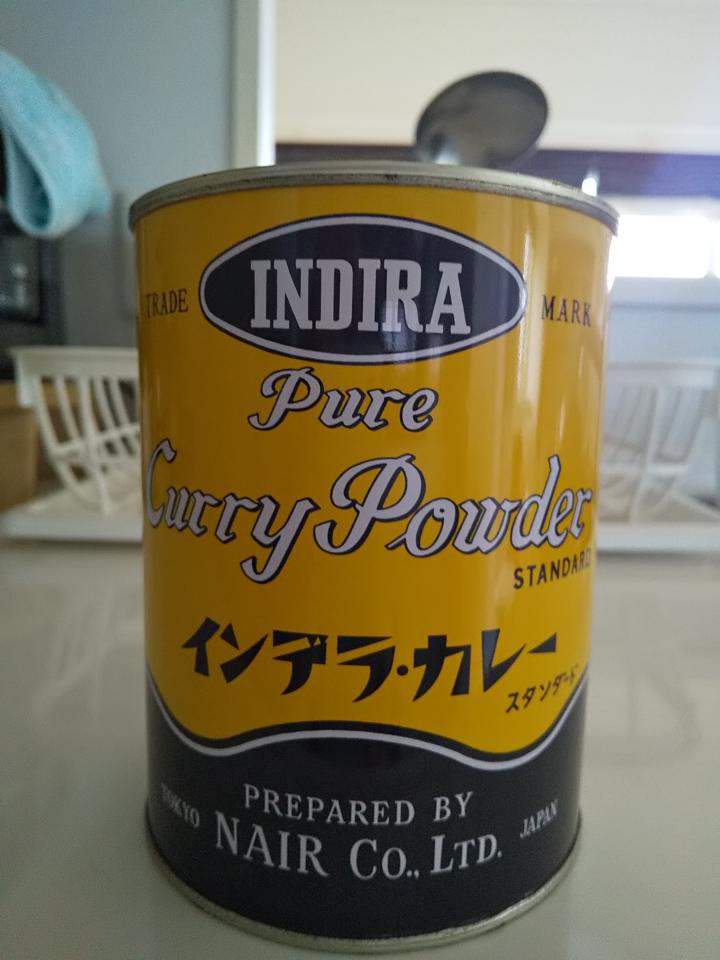 INDIRA
TRADE MARK
Pure
Curry Powder
STANDARD
インデラ・カレー
スタンダード
PREPARED BY
TOKYO NAIR CO., LTD. JAPAN